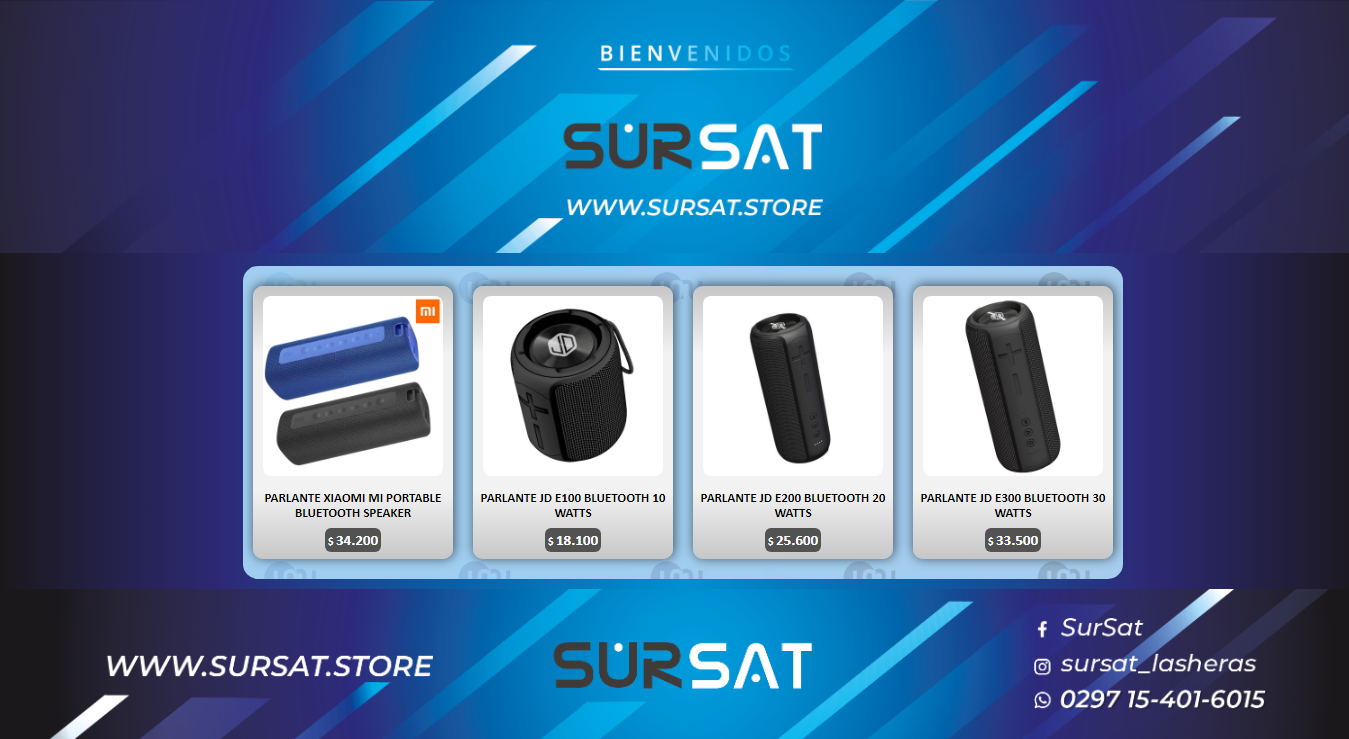 BIENVENIDOS
SURSAT
WWW.SURSAT.STORE
mi
JD
PARLANTE XIAOMI MI PORTABLE
BLUETOOTH SPEAKER
$ 34.200
PARLANTE JD E100 BLUETOOTH 10
WATTS
$ 18.100
PARLANTE JD E200 BLUETOOTH 20
WATTS
$ 25.600
PARLANTE JD E300 BLUETOOTH 30
WATTS
$ 33.500
WWW.SURSAT.STORE
SURSAT
SurSat
sursat_lasheras
0297 15-401-6015